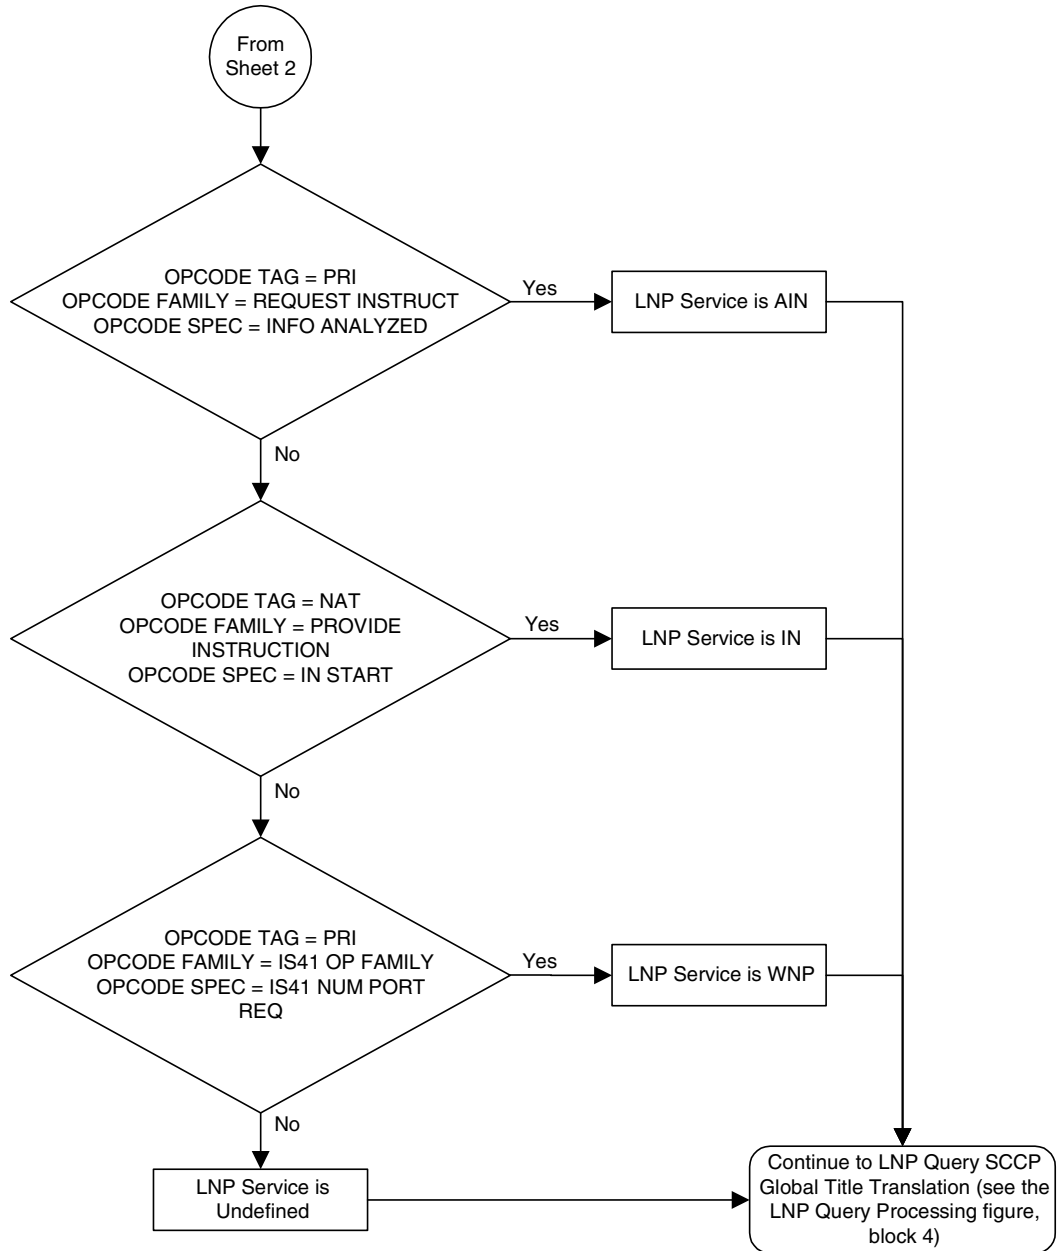 From
Sheet 2
OPCODE TAG = PRI
OPCODE FAMILY = REQUEST INSTRUCT
OPCODE SPEC = INFO ANALYZED
Yes
LNP Service is AIN
No
OPCODE TAG = NAT
OPCODE FAMILY = PROVIDE
INSTRUCTION
OPCODE SPEC = IN START
Yes
LNP Service is IN
No
OPCODE TAG = PRI
OPCODE FAMILY = IS41 OP FAMILY
OPCODE SPEC = IS41 NUM PORT
REQ
Yes
LNP Service is WNP
No
LNP Service is
Undefined
Continue to LNP Query SCCP
Global Title Translation (see the
LNP Query Processing figure,
block 4)